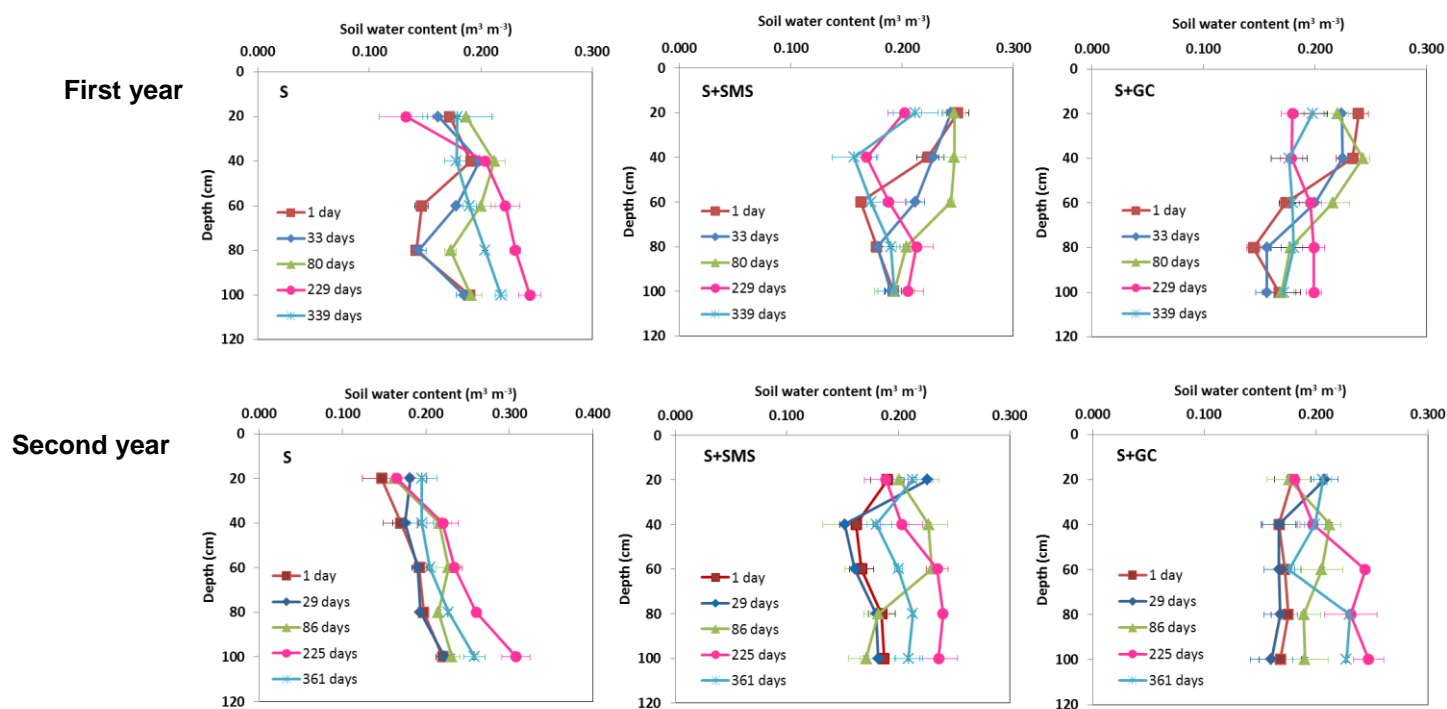 First year
Soil water content (m³ m⁻³)
0.000 0.100 0.200 0.300
0
20
40
60
80
100
120
Depth (cm)
S
1 day
33 days
80 days
229 days
339 days
Soil water content (m³ m⁻³)
0.000 0.100 0.200 0.300
0
20
40
60
80
100
120
Depth (cm)
S+SMS
1 day
33 days
80 days
229 days
339 days
Soil water content (m³ m⁻³)
0.000 0.100 0.200 0.300
0
20
40
60
80
100
120
Depth (cm)
S+GC
1 day
33 days
80 days
229 days
339 days
Second year
Soil water content (m³ m⁻³)
0.000 0.100 0.200 0.300 0.400
0
20
40
60
80
100
120
Depth (cm)
S
1 day
29 days
86 days
225 days
361 days
Soil water content (m³ m⁻³)
0.000 0.100 0.200 0.300
0
20
40
60
80
100
120
Depth (cm)
S+SMS
1 day
29 days
86 days
225 days
361 days
Soil water content (m³ m⁻³)
0.000 0.100 0.200 0.300
0
20
40
60
80
100
120
Depth (cm)
S+GC
1 day
29 days
86 days
225 days
361 days